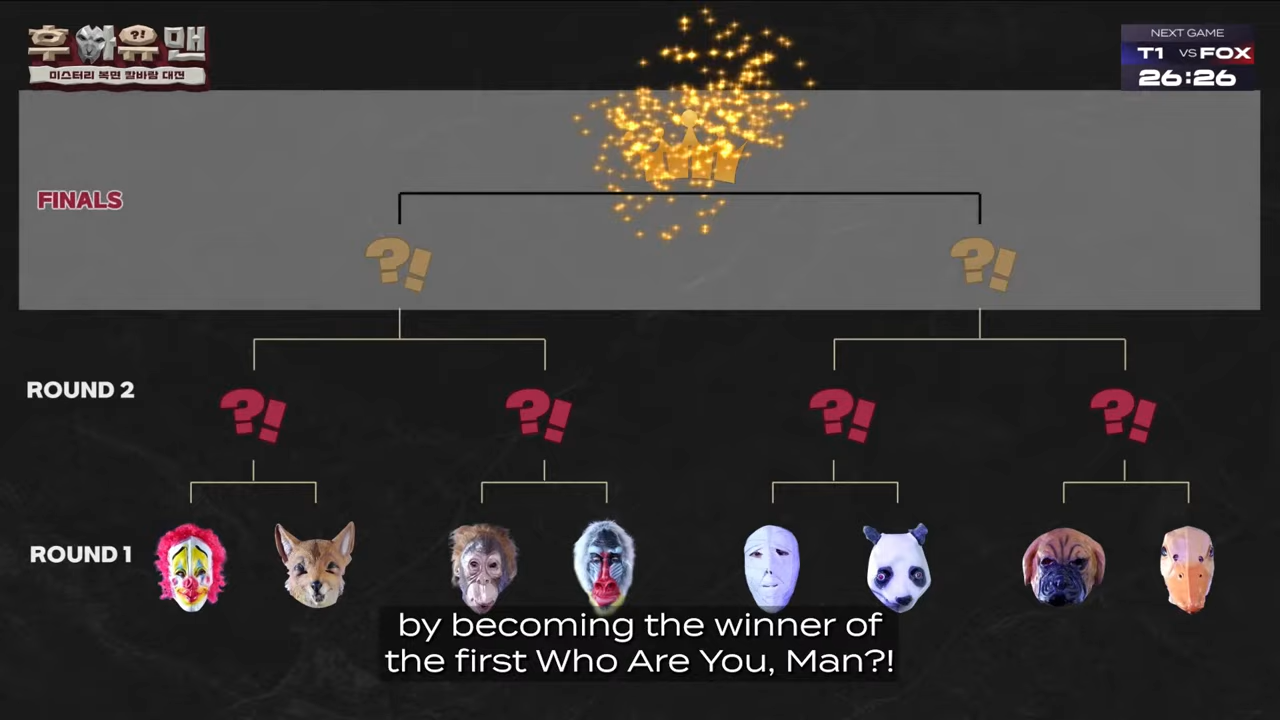 후아유맨
?!
미스터리 복면 칼바람 대전
NEXT GAME
T1 VS FOX
26:26
FINALS
?! ?!
ROUND 2
?! ?! ?! ?!
ROUND 1
by becoming the winner of
the first Who Are You, Man?!